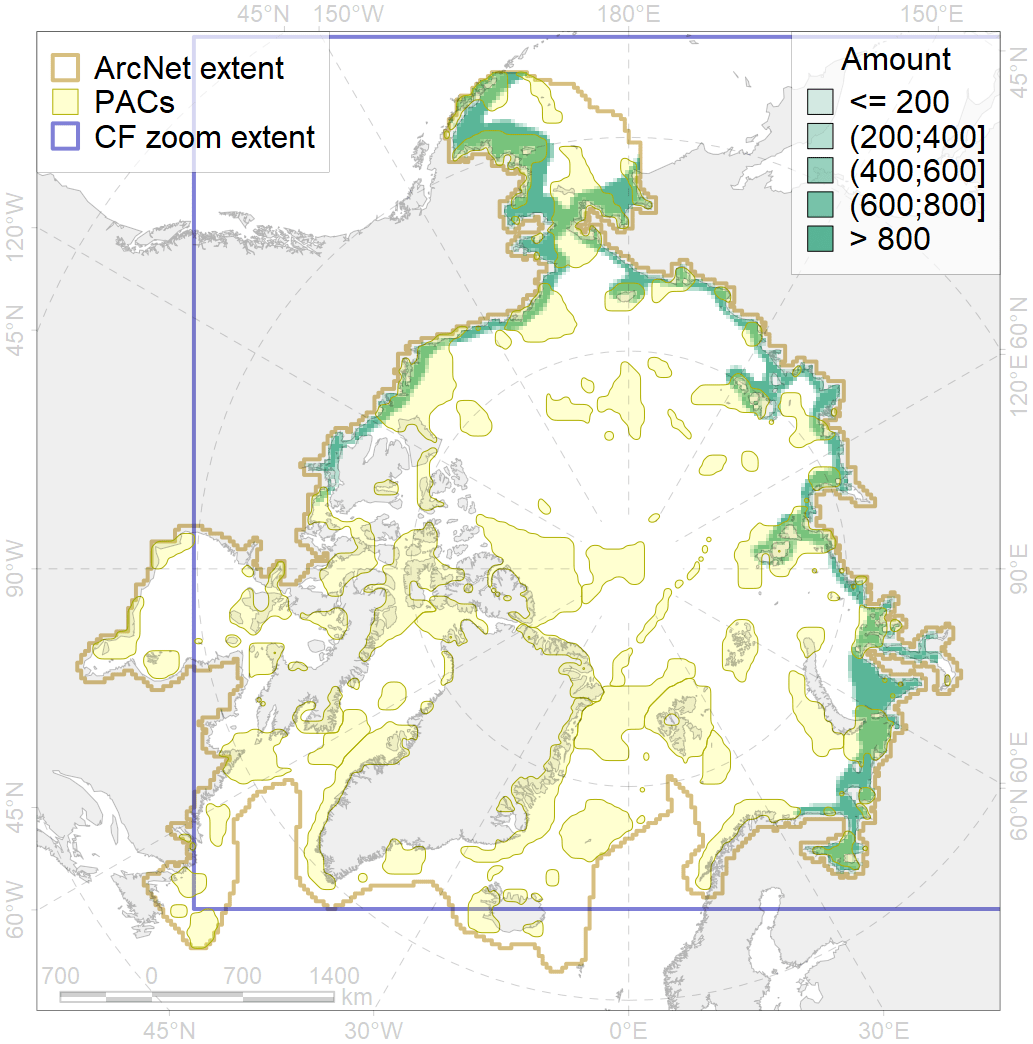 45°N 150°W 180°E 150°E
ArcNet extent
PACs
CF zoom extent
Amount
<= 200
(200;400]
(400;600]
(600;800]
> 800
45°N
120°W
45°N
60°N
120°E
90°W
90°E
60°E
45°N
60°N
60°W
700 0 700 1400
km
45°N 30°W 0°E 30°E